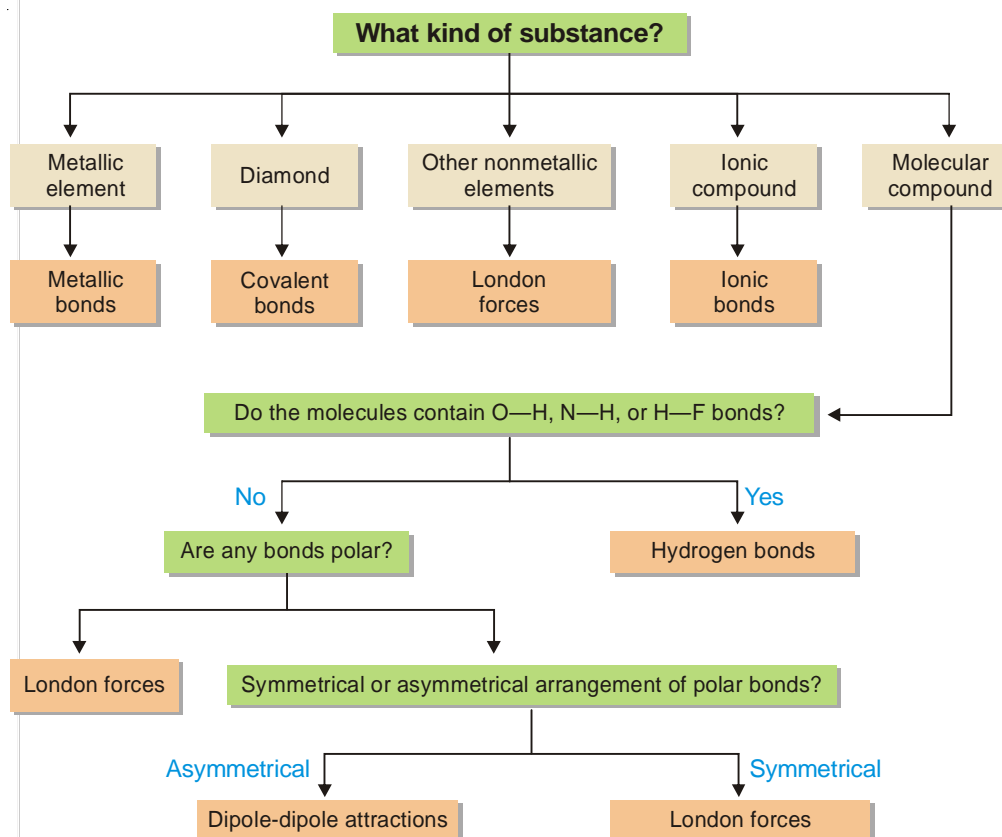 What kind of substance?
Metallic
element
Diamond
Other nonmetallic
elements
Ionic
compound
Molecular
compound
Metallic
bonds
Covalent
bonds
London
forces
Ionic
bonds
Do the molecules contain O—H, N—H, or H—F bonds?
No
Yes
Are any bonds polar?
Hydrogen bonds
London forces
Symmetrical or asymmetrical arrangement of polar bonds?
Asymmetrical
Symmetrical
Dipole-dipole attractions
London forces